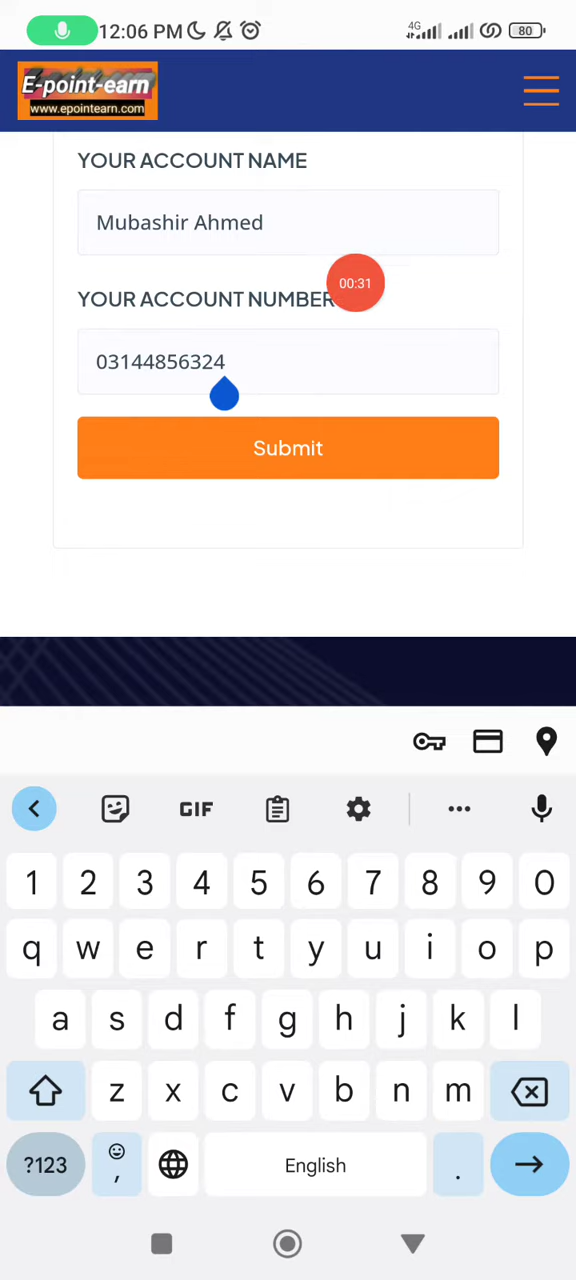 12:06 PM
4G
80
E-point-earn
www.epointearn.com
YOUR ACCOUNT NAME
Mubashir Ahmed
00:31
YOUR ACCOUNT NUMBER
03144856324
Submit
GIF
1 2 3 4 5 6 7 8 9 0
q w e r t y u i o p
a s d f g h j k l
z x c v b n m
?123 , English .